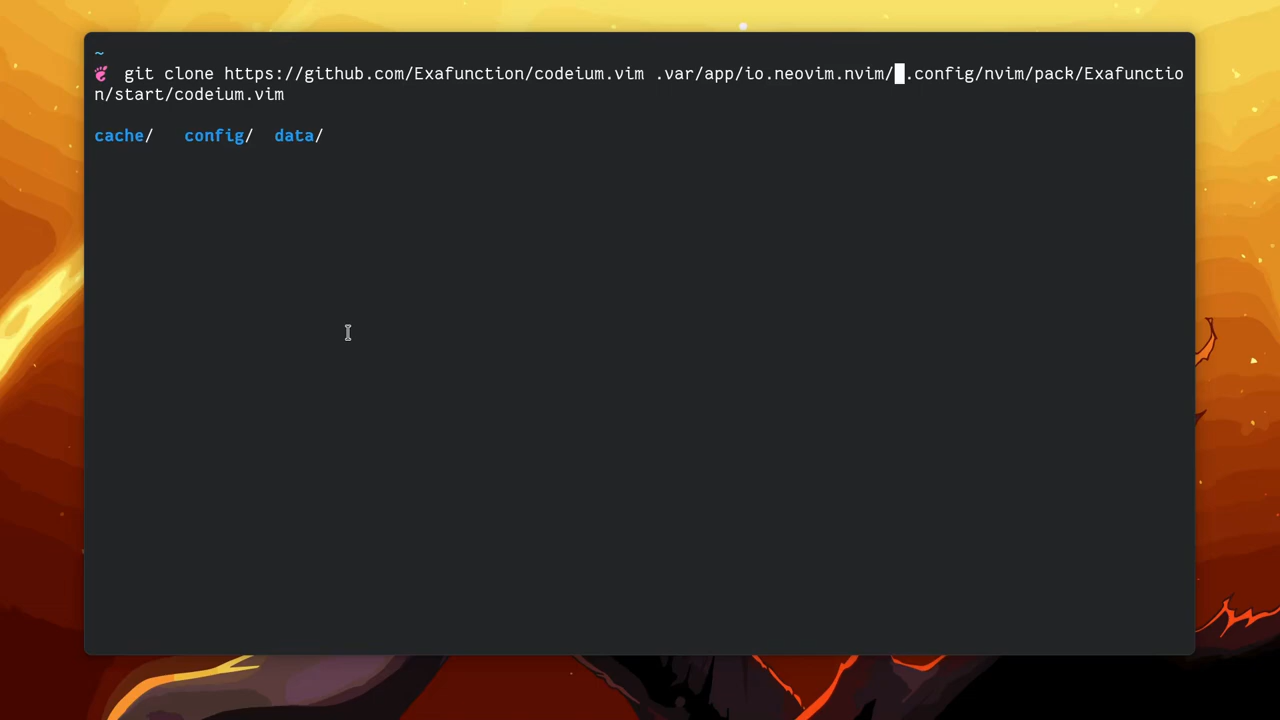 ~
git clone https://github.com/Exafunction/codeium.vim .var/app/io.neovim.nvim/ .config/nvim/pack/Exafunctio
n/start/codeium.vim
cache/ config/ data/